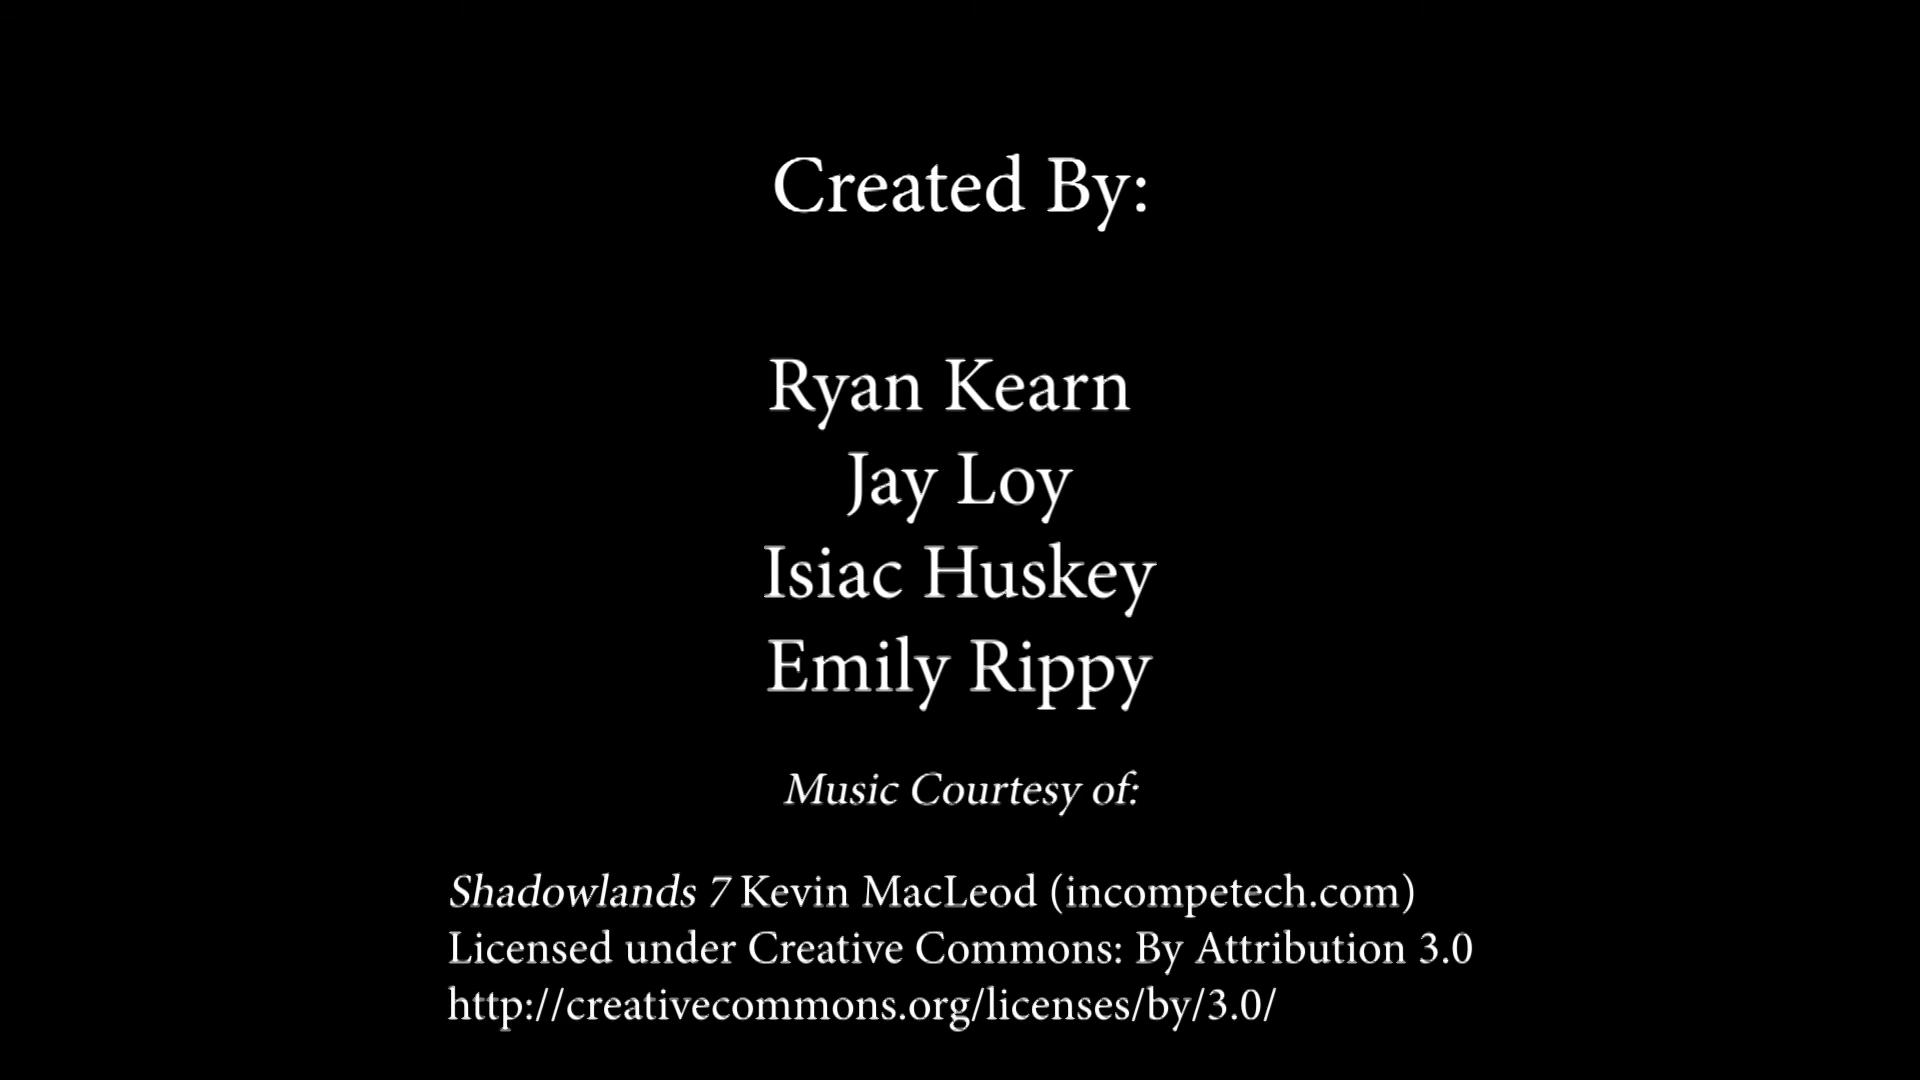 Created By:
Ryan Kearn
Jay Loy
Isiac Huskey
Emily Rippy
Music Courtesy of:
Shadowlands 7 Kevin MacLeod (incompetech.com)
Licensed under Creative Commons: By Attribution 3.0
http://creativecommons.org/licenses/by/3.0/